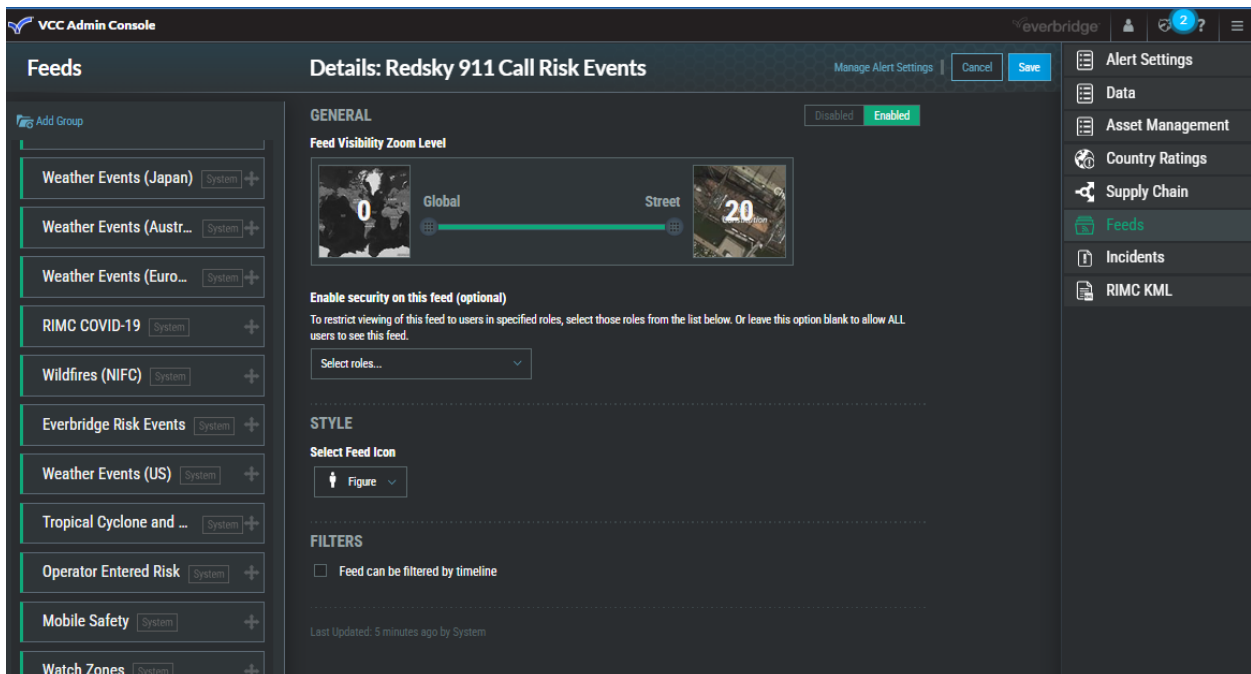 VCC Admin Console
everbridge
2
?
Feeds
Details: Redsky 911 Call Risk Events
Manage Alert Settings | Cancel Save
Add Group
Weather Events (Japan) System
Weather Events (Austr... System
Weather Events (Euro... System
RIMC COVID-19 System
Wildfires (NIFC) System
Everbridge Risk Events System
Weather Events (US) System
Tropical Cyclone and ... System
Operator Entered Risk System
Mobile Safety System
Watch Zones System
GENERAL
Disabled Enabled
Feed Visibility Zoom Level
0 Global Street 20
Enable security on this feed (optional)
To restrict viewing of this feed to users in specified roles, select those roles from the list below. Or leave this option blank to allow ALL
users to see this feed.
Select roles...
STYLE
Select Feed Icon
Figure
FILTERS
Feed can be filtered by timeline
Last Updated: 5 minutes ago by System
Alert Settings
Data
Asset Management
Country Ratings
Supply Chain
Feeds
Incidents
RIMC KML